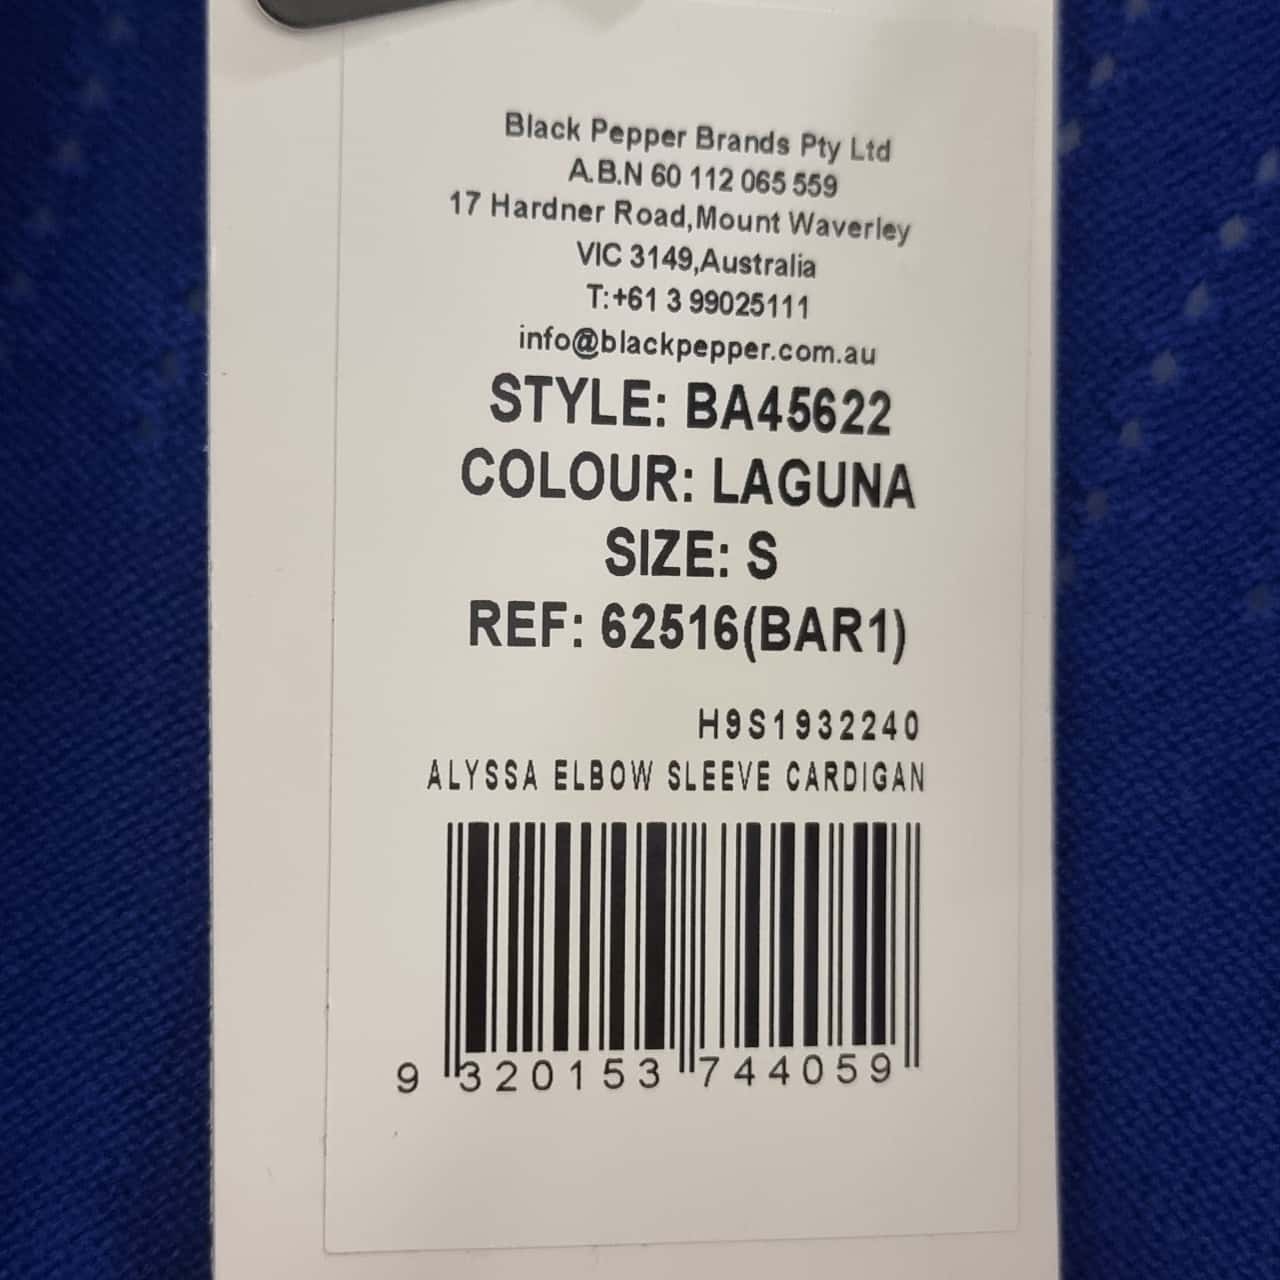 Black Pepper Brands Pty Ltd
A.B.N 60 112 065 559
17 Hardner Road,Mount Waverley
VIC 3149,Australia
T:+61 3 99025111
info@blackpepper.com.au
STYLE: BA45622
COLOUR: LAGUNA
SIZE: S
REF: 62516(BAR1)
H9S1932240
ALYSSA ELBOW SLEEVE CARDIGAN
9 320153 744059